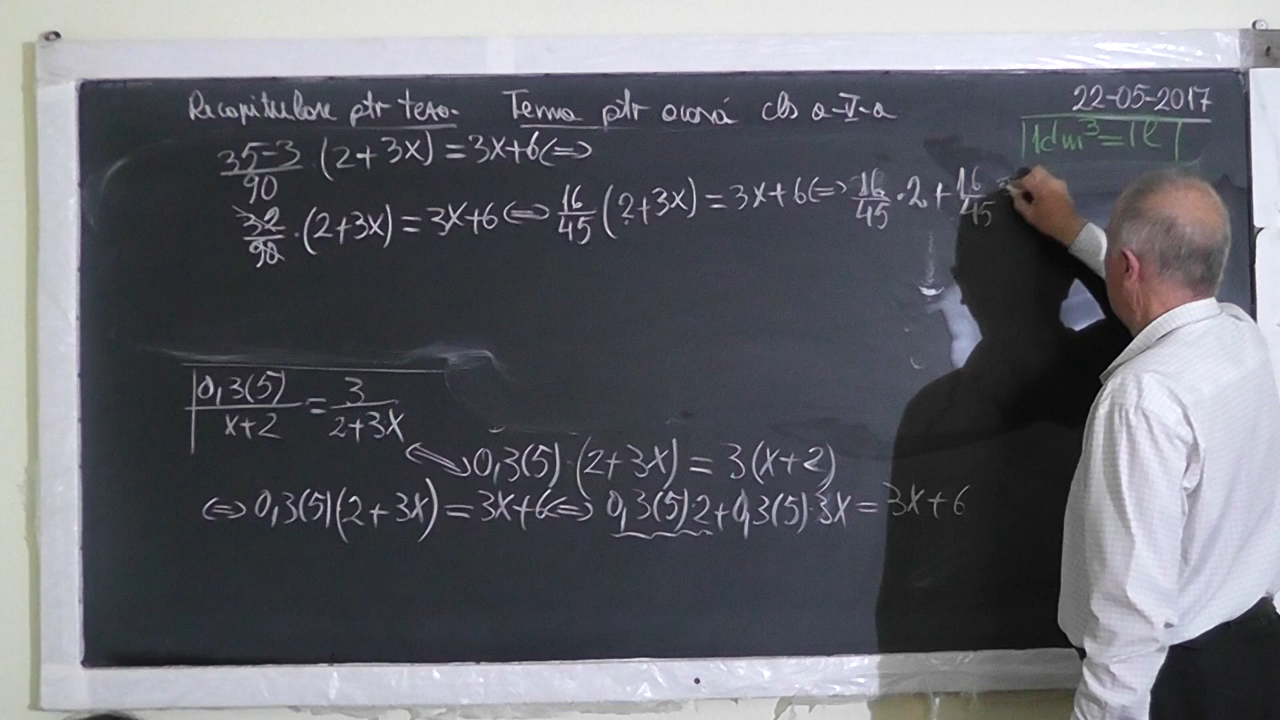 Recapitulare ptr teză. Tema ptr acasă cls a-V-a
22-05-2017
1dm³=1l
35-3/90 (2+3x)=3x+6⇔
32/90·(2+3x)=3x+6⇔16/45(2+3x)=3x+6⇔16/45·2+16/45·3
0,3(5)/x+2=3/2+3x
⇔0,3(5)·(2+3x)=3(x+2)
⇔0,3(5)(2+3x)=3x+6⇔0,3(5)·2+0,3(5)·3x=3x+6